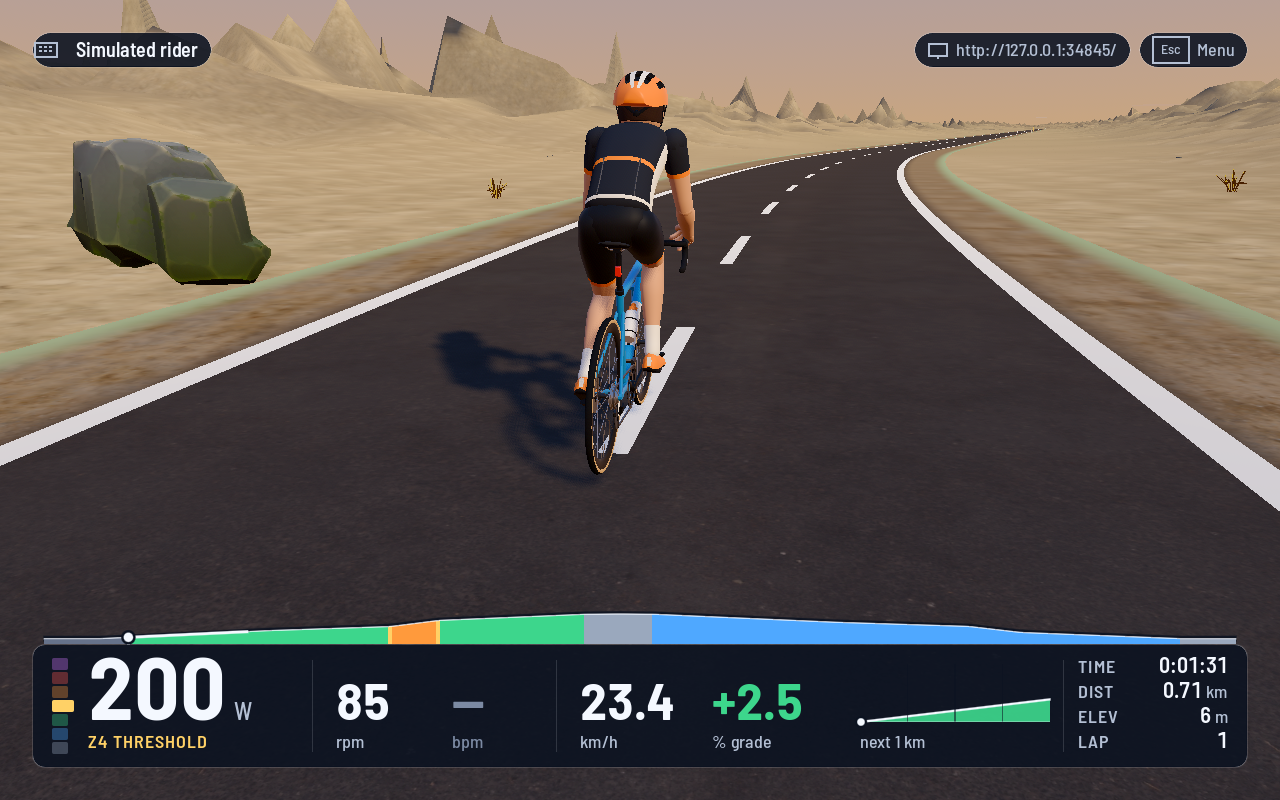 Simulated rider
http://127.0.0.1:34845/
Esc Menu
200 W
Z4 THRESHOLD
85
rpm
—
bpm
23.4
km/h
+2.5
% grade
next 1 km
TIME 0:01:31
DIST 0.71 km
ELEV 6 m
LAP 1